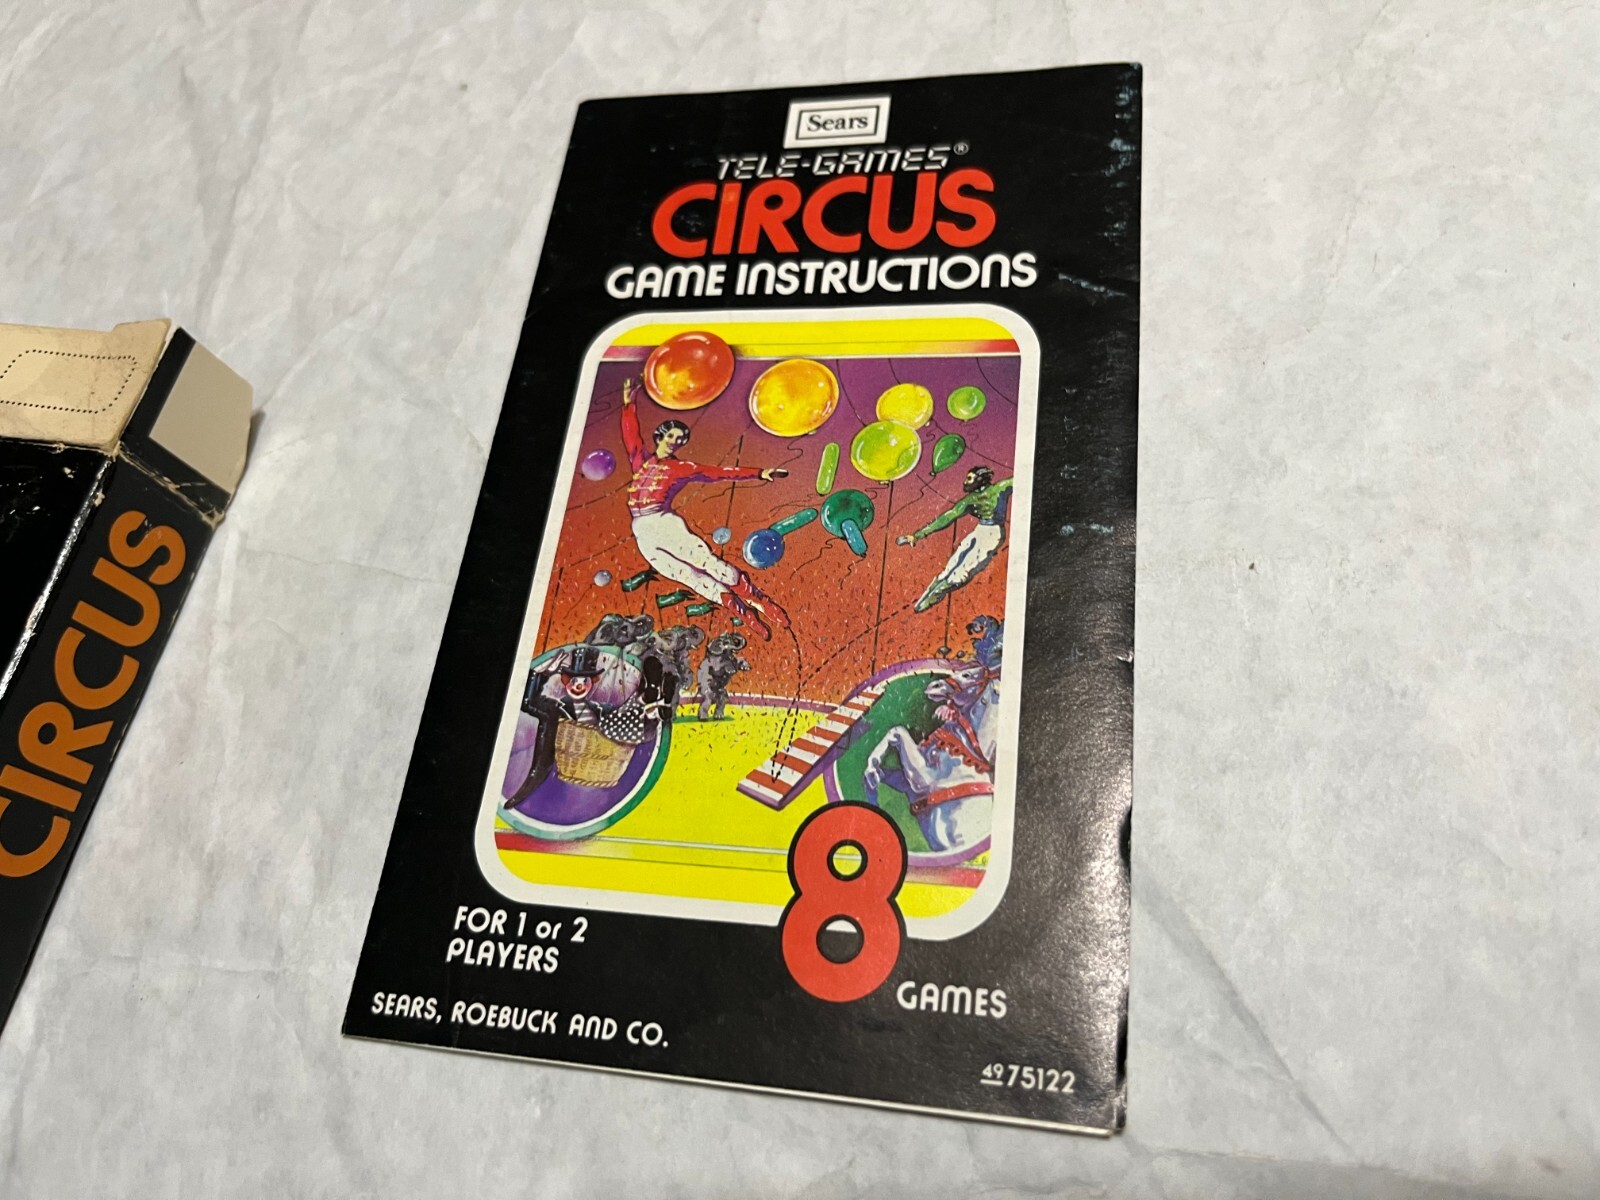 Sears
TELE-GAMES®
CIRCUS
GAME INSTRUCTIONS
8
FOR 1 or 2
PLAYERS
GAMES
SEARS, ROEBUCK AND CO.
49 75122
CIRCUS